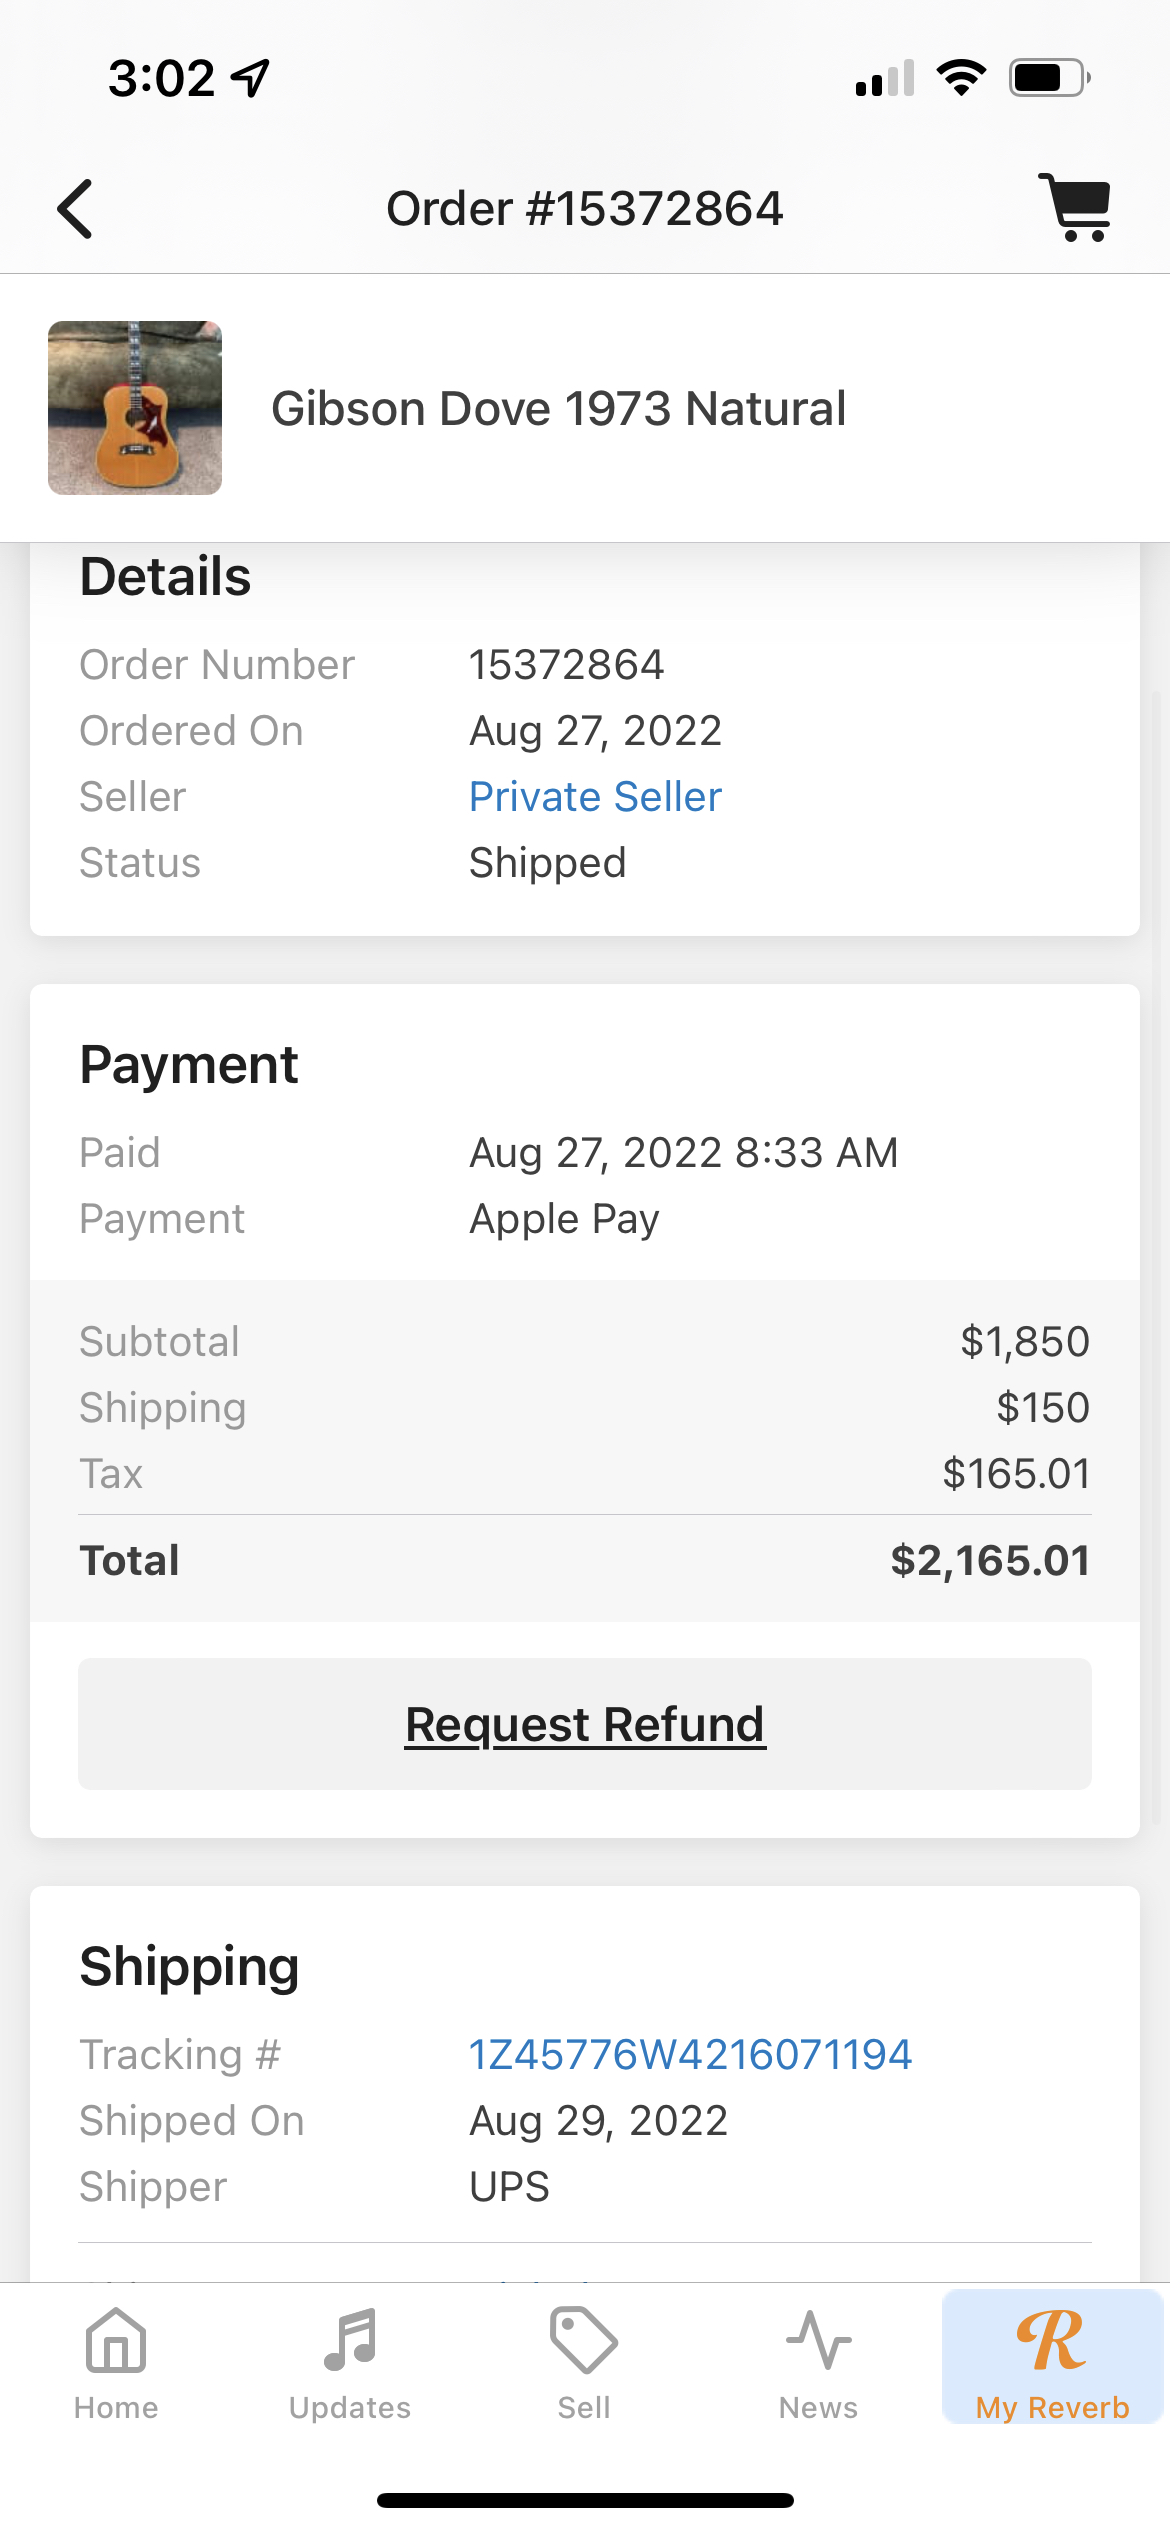 3:02
Order #15372864
Gibson Dove 1973 Natural
Details
Order Number 15372864
Ordered On Aug 27, 2022
Seller Private Seller
Status Shipped
Payment
Paid Aug 27, 2022 8:33 AM
Payment Apple Pay
Subtotal $1,850
Shipping $150
Tax $165.01
Total $2,165.01
Request Refund
Shipping
Tracking # 1Z45776W4216071194
Shipped On Aug 29, 2022
Shipper UPS
R
Home Updates Sell News My Reverb